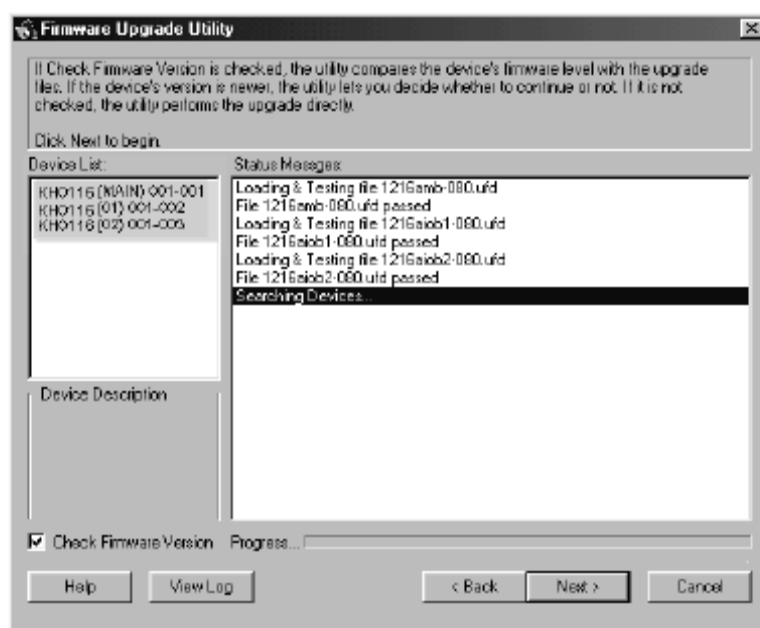 Firmware Upgrade Utility
If Check Firmware Version is checked, the utility compares the device's firmware level with the upgrade
files. If the device's version is newer, the utility lets you decide whether to continue or not. If it is not
checked, the utility performs the upgrade directly.
Click Next to begin.
Device List:
Status Messages:
KH0116 (MAIN) 001-001
KH0116 [01] 001-002
KH0116 [02] 001-003
Loading & Testing file 1216amb-080.ufd
File 1216amb-080.ufd passed
Loading & Testing file 1216aiob1-080.ufd
File 1216aiob1-080.ufd passed
Loading & Testing file 1216aiob2-080.ufd
File 1216aiob2-080.ufd passed
Searching Devices...
Device Description
Check Firmware Version
Progress...
Help
View Log
< Back
Next >
Cancel